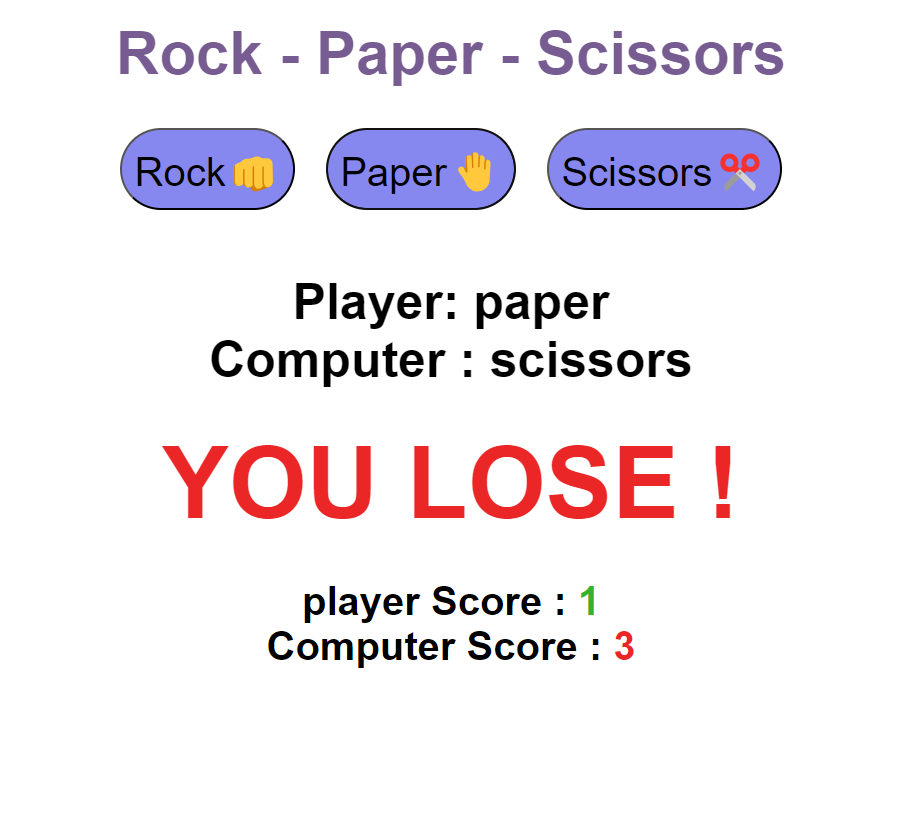 Rock - Paper - Scissors
Rock Paper Scissors
Player: paper
Computer : scissors
YOU LOSE !
player Score : 1
Computer Score : 3